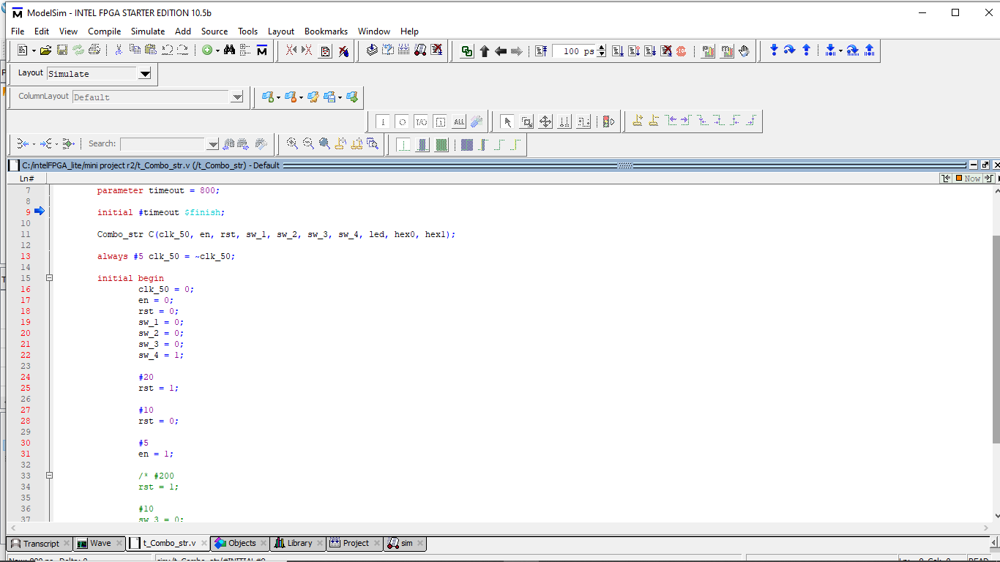 ModelSim - INTEL FPGA STARTER EDITION 10.5b
File Edit View Compile Simulate Add Source Tools Layout Bookmarks Window Help
100 ps
Layout Simulate
ColumnLayout Default
ALL
Search:
C:/intelFPGA_lite/mini project r2/t_Combo_str.v (/t_Combo_str) - Default
Ln# Now
7 parameter timeout = 800;
8
9 initial #timeout $finish;
10
11 Combo_str C(clk_50, en, rst, sw_1, sw_2, sw_3, sw_4, led, hex0, hex1);
12
13 always #5 clk_50 = ~clk_50;
14
15 initial begin
16 clk_50 = 0;
17 en = 0;
18 rst = 0;
19 sw_1 = 0;
20 sw_2 = 0;
21 sw_3 = 0;
22 sw_4 = 1;
23
24 #20
25 rst = 1;
26
27 #10
28 rst = 0;
29
30 #5
31 en = 1;
32
33 /* #200
34 rst = 1;
35
36 #10
37 sw_3 = 0;
Transcript Wave t_Combo_str.v Objects Library Project sim